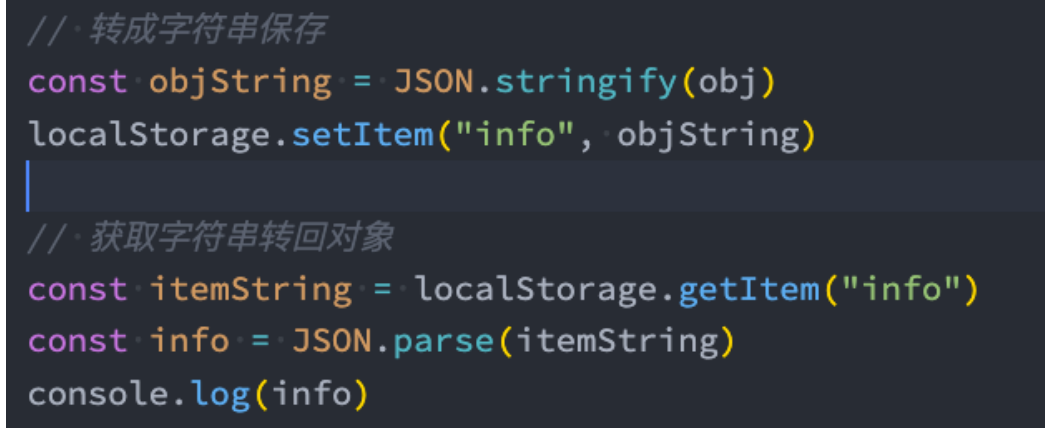 // 转成字符串保存
const objString = JSON.stringify(obj)
localStorage.setItem("info", objString)
// 获取字符串转回对象
const itemString = localStorage.getItem("info")
const info = JSON.parse(itemString)
console.log(info)